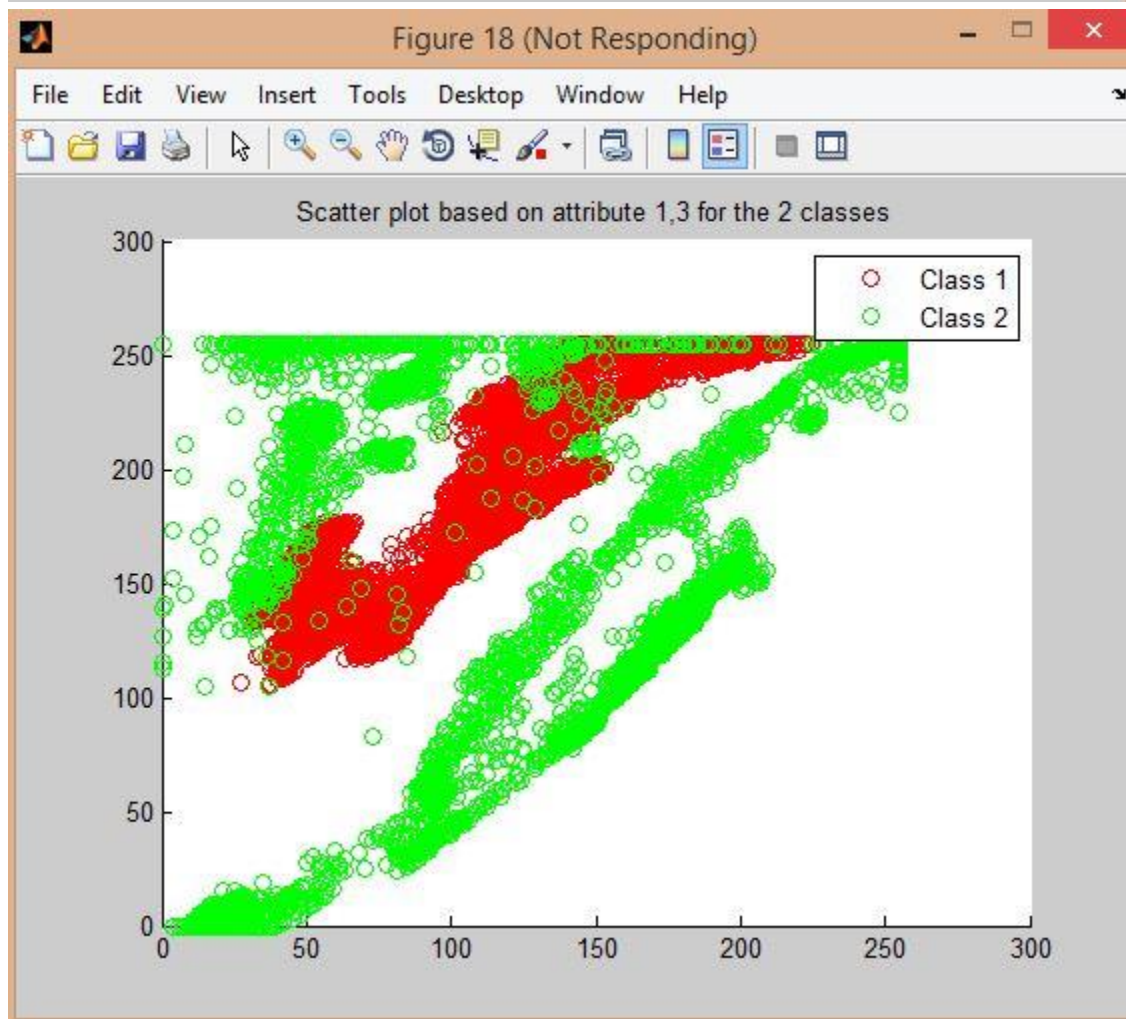 Figure 18 (Not Responding)
File Edit View Insert Tools Desktop Window Help
Scatter plot based on attribute 1,3 for the 2 classes
300
Class 1
Class 2
250
200
150
100
50
0
0 50 100 150 200 250 300